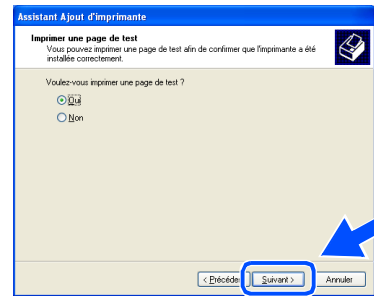 Assistant Ajout d'imprimante
Imprimer une page de test
Vous pouvez imprimer une page de test afin de confirmer que l'imprimante a été
installée correctement.
Voulez-vous imprimer une page de test ?
Oui
Non
< Précéde Suivant > Annuler